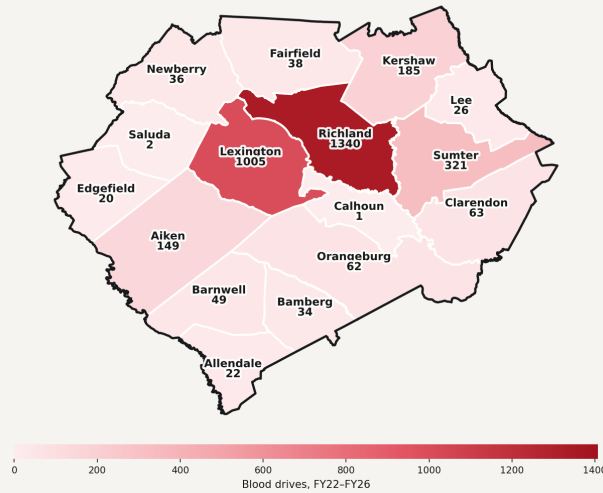 Fairfield
38
Kershaw
185
Newberry
36
Lee
26
Saluda
2
Richland
1340
Lexington
1005
Sumter
321
Edgefield
20
Calhoun
1
Clarendon
63
Aiken
149
Orangeburg
62
Barnwell
49
Bamberg
34
Allendale
22
0 200 400 600 800 1000 1200 1400
Blood drives, FY22–FY26